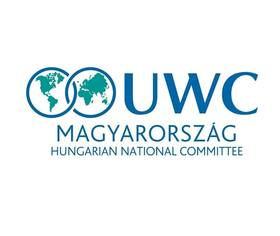 UWC
MAGYARORSZÁG
HUNGARIAN NATIONAL COMMITTEE